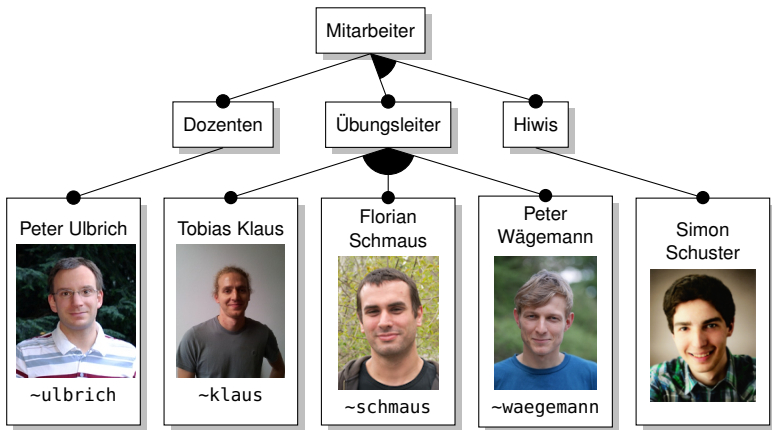 Mitarbeiter
Dozenten
Übungsleiter
Hiwis
Peter Ulbrich
~ulbrich
Tobias Klaus
~klaus
Florian
Schmaus
~schmaus
Peter
Wägemann
~waegemann
Simon
Schuster